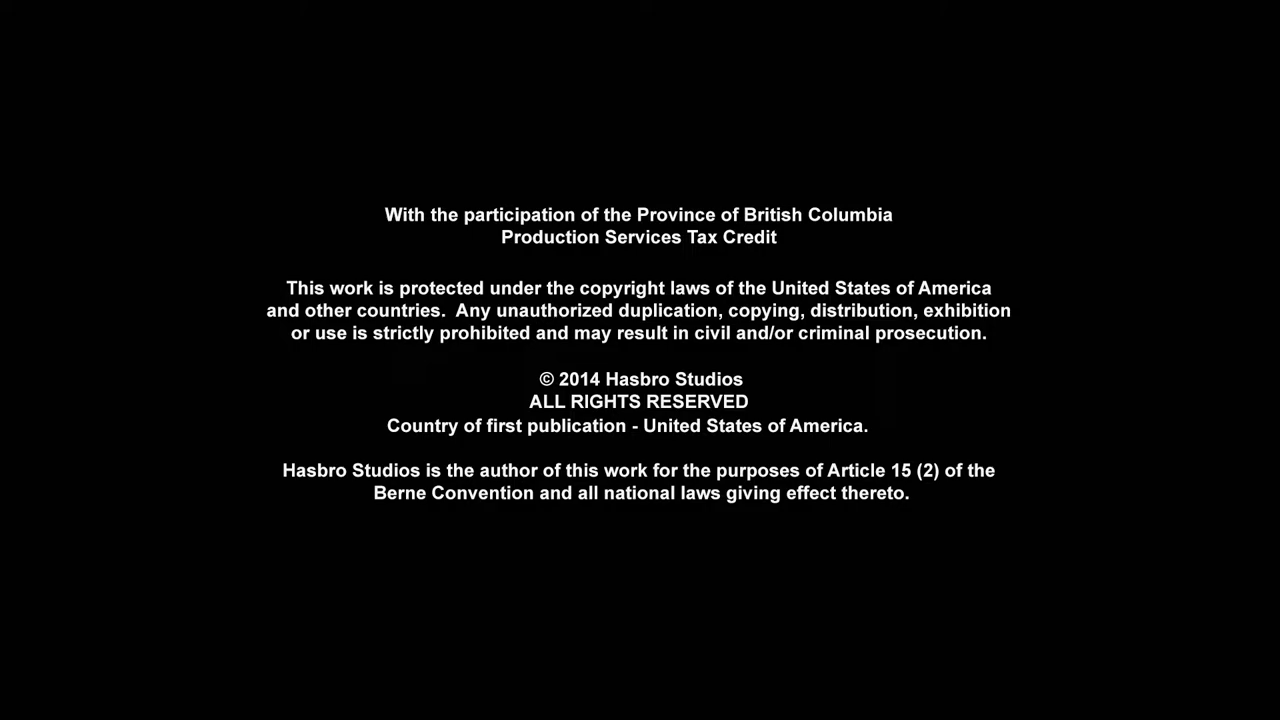 With the participation of the Province of British Columbia
Production Services Tax Credit
This work is protected under the copyright laws of the United States of America
and other countries.  Any unauthorized duplication, copying, distribution, exhibition
or use is strictly prohibited and may result in civil and/or criminal prosecution.
© 2014 Hasbro Studios
ALL RIGHTS RESERVED
Country of first publication - United States of America.
Hasbro Studios is the author of this work for the purposes of Article 15 (2) of the
Berne Convention and all national laws giving effect thereto.